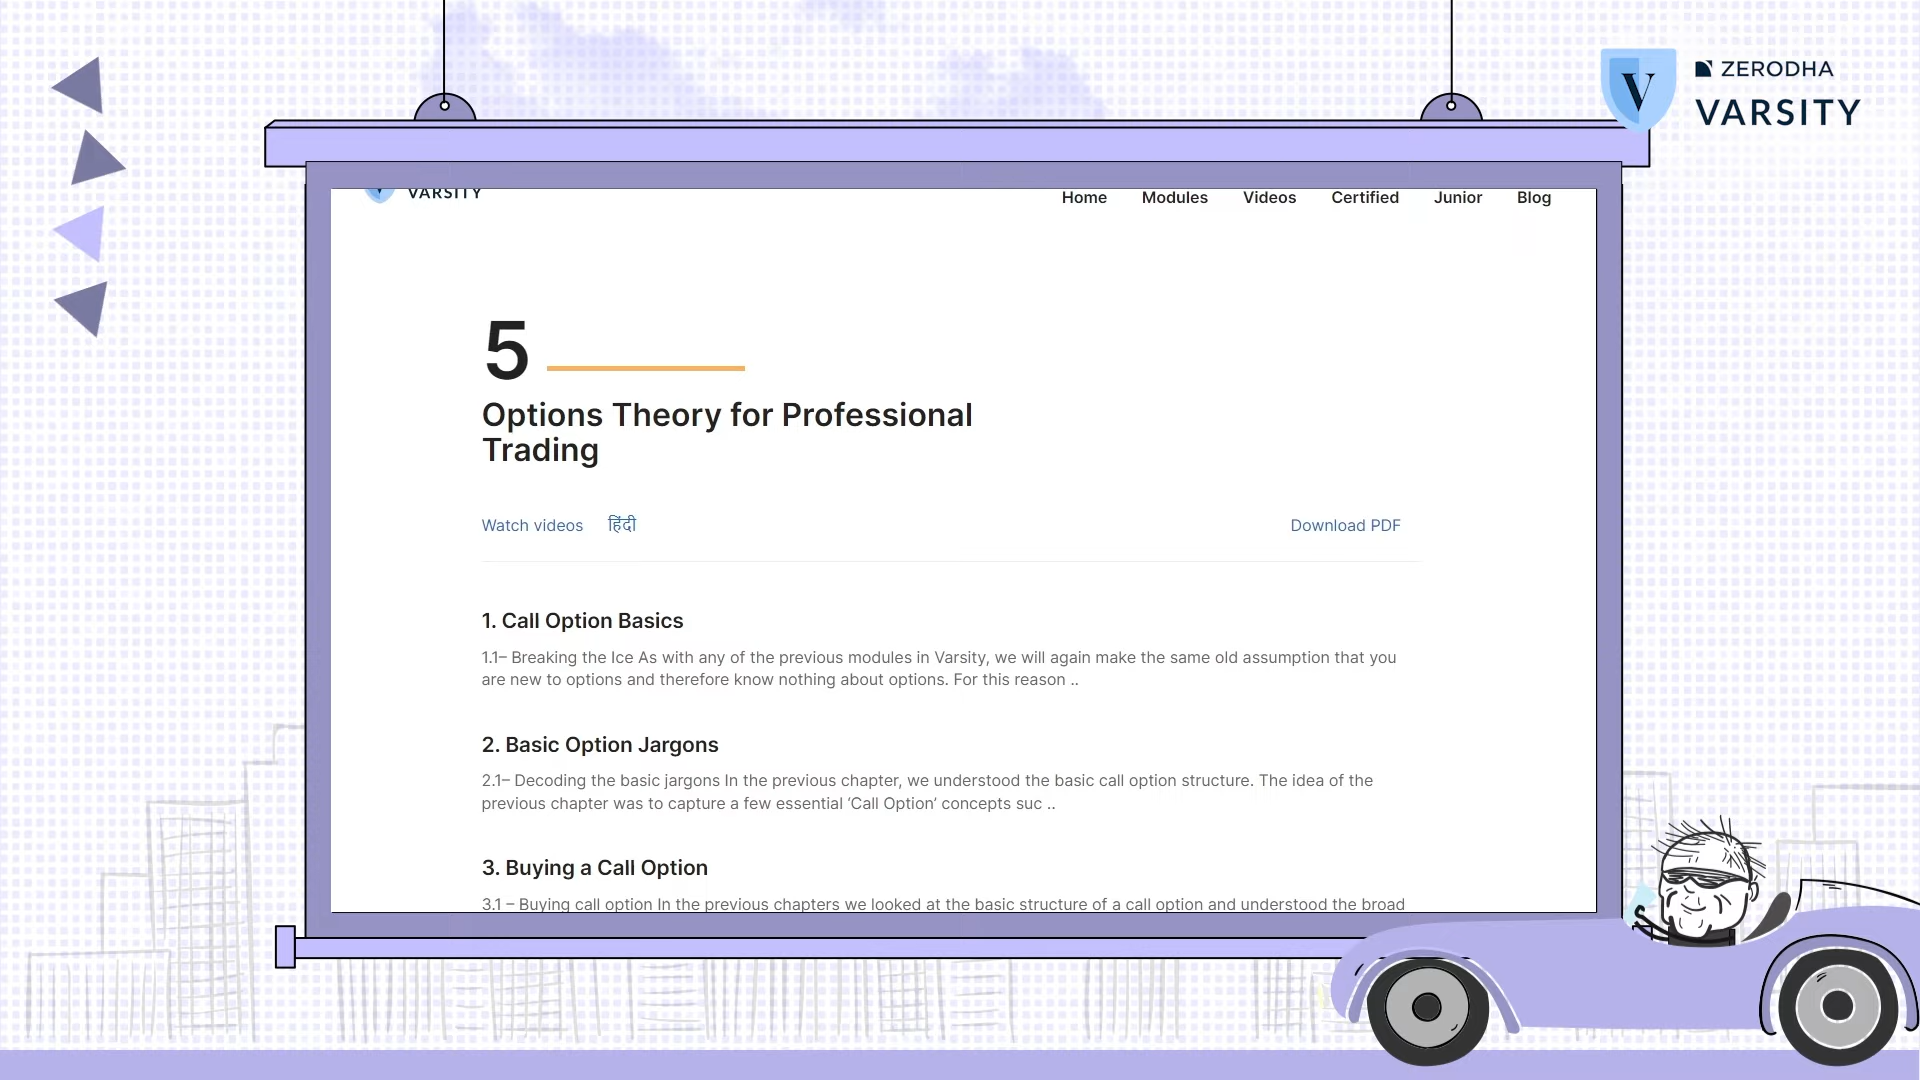 V
ZERODHA
VARSITY
VARSITY
Home Modules Videos Certified Junior Blog
5
Options Theory for Professional
Trading
Watch videos हिंदी Download PDF
1. Call Option Basics
1.1– Breaking the Ice As with any of the previous modules in Varsity, we will again make the same old assumption that you
are new to options and therefore know nothing about options. For this reason ..
2. Basic Option Jargons
2.1– Decoding the basic jargons In the previous chapter, we understood the basic call option structure. The idea of the
previous chapter was to capture a few essential ‘Call Option’ concepts suc ..
3. Buying a Call Option
3.1 – Buying call option In the previous chapters we looked at the basic structure of a call option and understood the broad